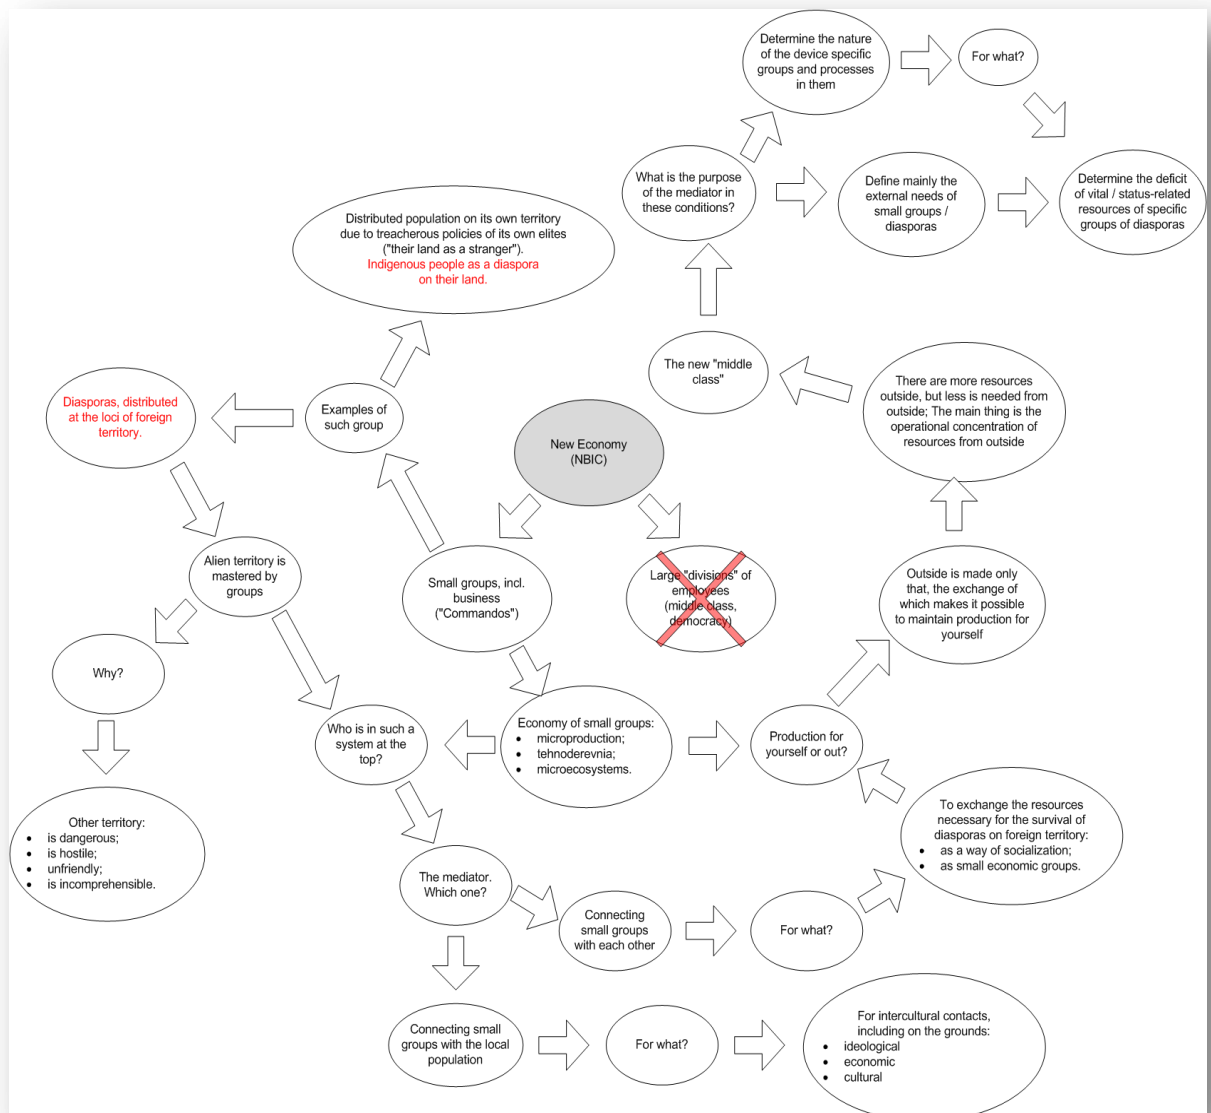 Determine the nature
of the device specific
groups and processes
in them
For what?
What is the purpose
of the mediator in
these conditions?
Define mainly the
external needs of
small groups /
diasporas
Determine the deficit
of vital / status-related
resources of specific
groups of diasporas
Distributed population on its own territory
due to treacherous policies of its own elites
("their land as a stranger").
Indigenous people as a diaspora
on their land.
The new "middle
class"
There are more resources
outside, but less is needed from
outside; The main thing is the
operational concentration of
resources from outside
Diasporas, distributed
at the loci of foreign
territory.
Examples of
such group
New Economy
(NBIC)
Alien territory is
mastered by
groups
Small groups, incl.
business
("Commandos")
Large "divisions" of
employees
(middle class,
democracy)
Outside is made only
that, the exchange of
which makes it possible
to maintain production for
yourself
Why?
Who is in such a
system at the
top?
Economy of small groups:
• microproduction;
• tehnoderevnia;
• microecosystems.
Production for
yourself or out?
Other territory:
• is dangerous;
• is hostile;
• unfriendly;
• is incomprehensible.
To exchange the resources
necessary for the survival of
diasporas on foreign territory:
• as a way of socialization;
• as small economic groups.
The mediator.
Which one?
Connecting
small groups
with each other
For what?
Connecting small
groups with the local
population
For what?
For intercultural contacts,
including on the grounds:
• ideological
• economic
• cultural